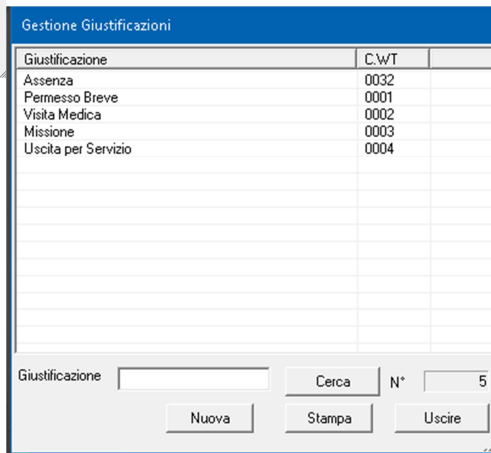 Gestione Giustificazioni
Giustificazione C.WT
Assenza 0032
Permesso Breve 0001
Visita Medica 0002
Missione 0003
Uscita per Servizio 0004
Giustificazione Cerca N° 5
Nuova Stampa Uscire